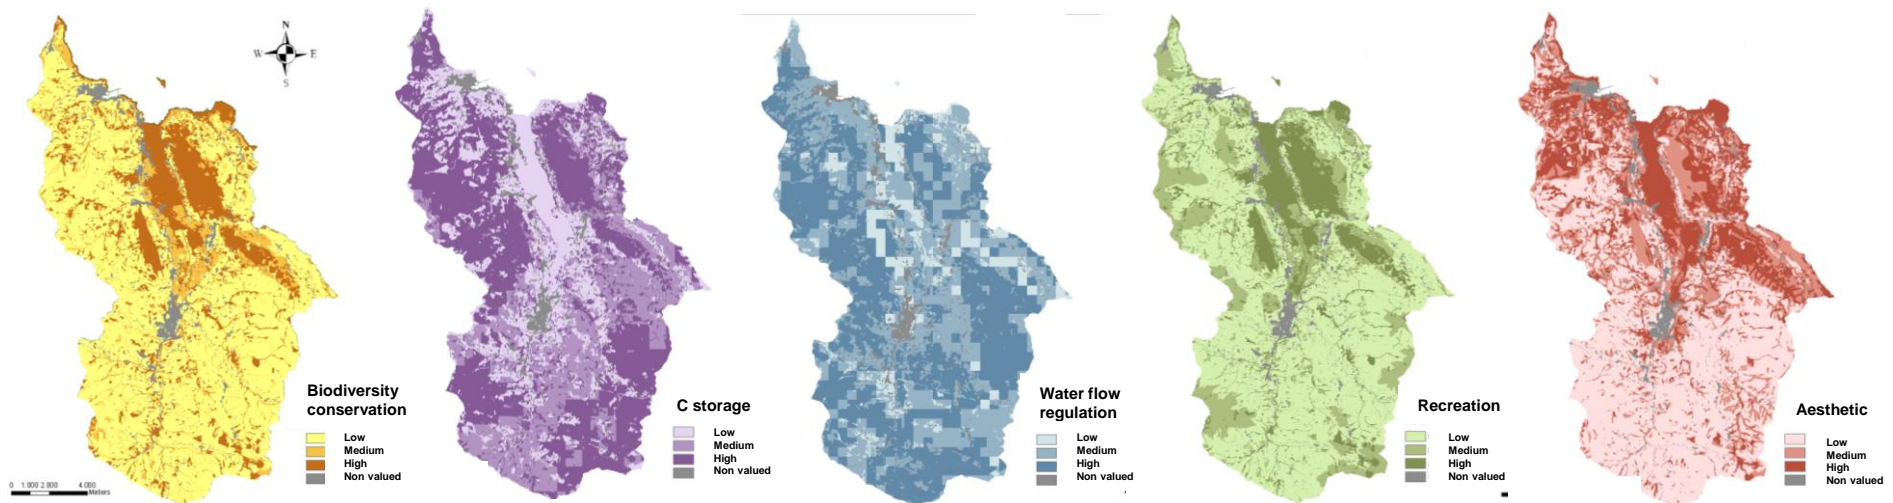 N
W
E
S
Biodiversity
conservation
Low
Medium
High
Non valued
0 1.000 2.000 4.000
Meters
C storage
Low
Medium
High
Non valued
Water flow
regulation
Low
Medium
High
Non valued
Recreation
Low
Medium
High
Non valued
Aesthetic
Low
Medium
High
Non valued